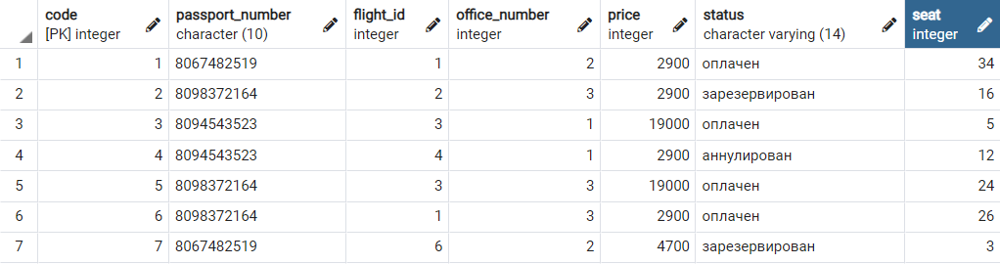 code passport_number flight_id office_number price status seat
[PK] integer character (10) integer integer integer character varying (14) integer
1 1 8067482519 1 2 2900 оплачен 34
2 2 8098372164 2 3 2900 зарезервирован 16
3 3 8094543523 3 1 19000 оплачен 5
4 4 8094543523 4 1 2900 аннулирован 12
5 5 8098372164 3 3 19000 оплачен 24
6 6 8098372164 1 3 2900 оплачен 26
7 7 8067482519 6 2 4700 зарезервирован 3